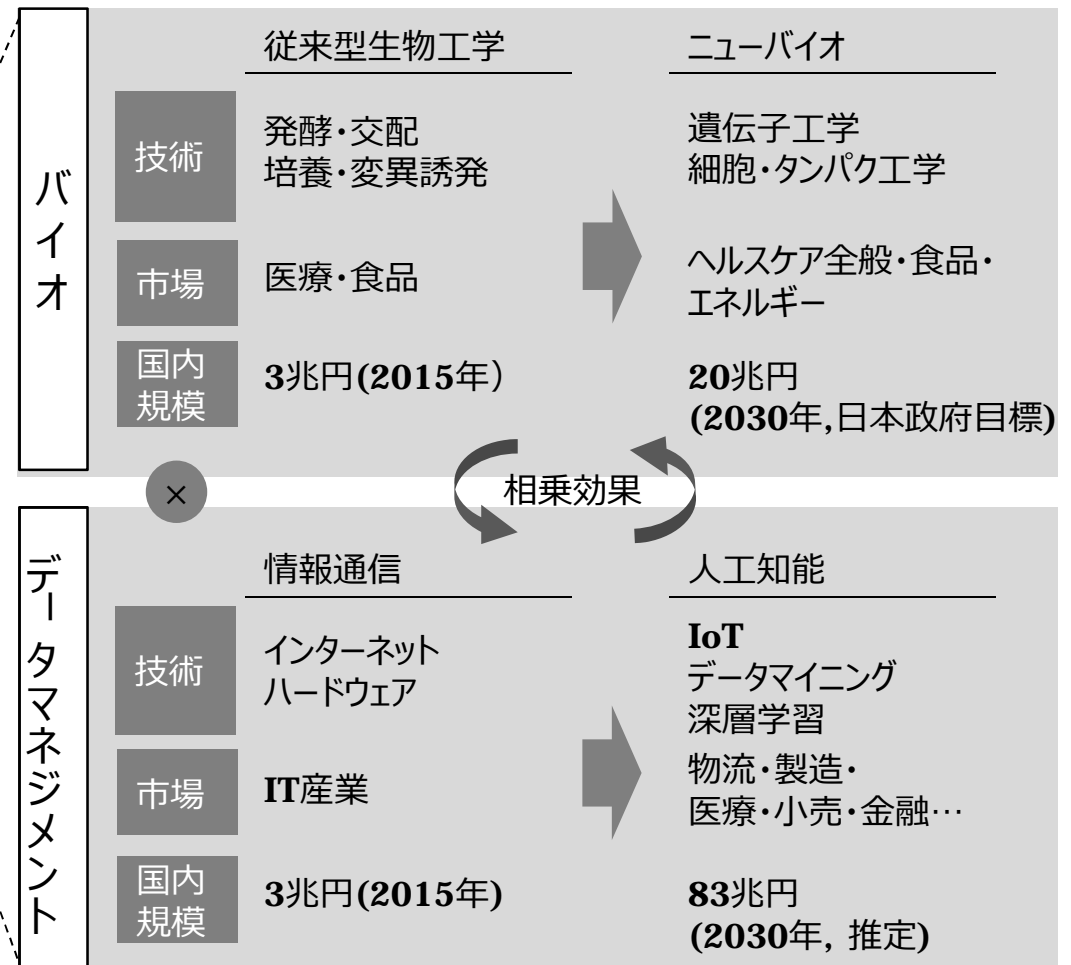 バイオ
従来型生物工学
ニューバイオ
技術
発酵・交配
培養・変異誘発
遺伝子工学
細胞・タンパク工学
市場
医療・食品
ヘルスケア全般・食品・
エネルギー
国内
規模
3兆円(2015年）
20兆円
(2030年,日本政府目標)
×
相乗効果
データマネジメント
情報通信
人工知能
技術
インターネット
ハードウェア
IoT
データマイニング
深層学習
市場
IT産業
物流・製造・
医療・小売・金融…
国内
規模
3兆円(2015年)
83兆円
(2030年, 推定)